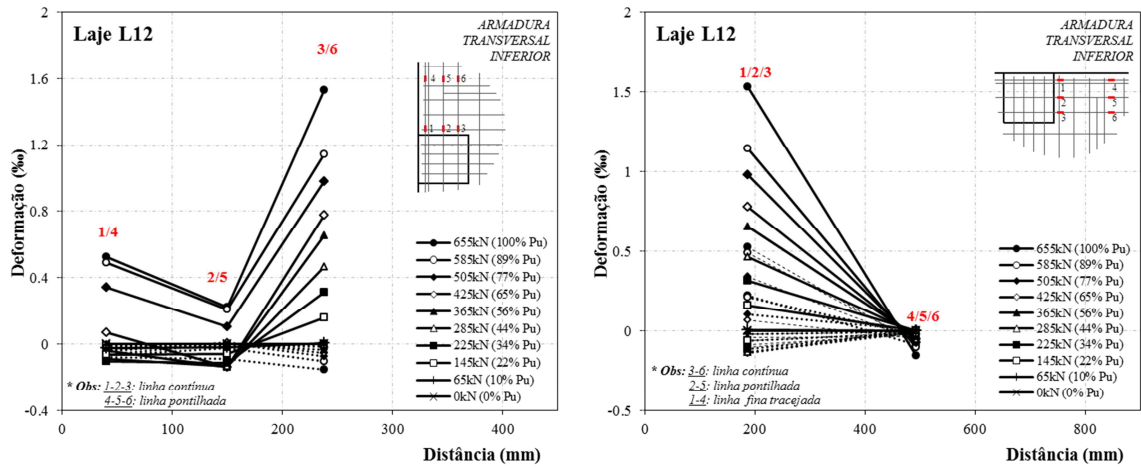 Laje L12
ARMADURA
TRANSVERSAL
INFERIOR
3/6
4 5 6
1 2 3
1/4
2/5
Deformação (‰)
2
1.6
1.2
0.8
0.4
0
-0.4
655kN (100% Pu)
585kN (89% Pu)
505kN (77% Pu)
425kN (65% Pu)
365kN (56% Pu)
285kN (44% Pu)
225kN (34% Pu)
145kN (22% Pu)
65kN (10% Pu)
0kN (0% Pu)
* Obs: 1-2-3: linha contínua
4-5-6: linha pontilhada
0 100 200 300 400 500
Distância (mm)
Laje L12
ARMADURA
TRANSVERSAL
INFERIOR
1/2/3
1 4
2 5
3 6
4/5/6
Deformação (‰)
2
1.5
1
0.5
0
-0.5
655kN (100% Pu)
585kN (89% Pu)
505kN (77% Pu)
425kN (65% Pu)
365kN (56% Pu)
285kN (44% Pu)
225kN (34% Pu)
145kN (22% Pu)
65kN (10% Pu)
0kN (0% Pu)
* Obs: 3-6: linha contínua
2-5: linha pontilhada
1-4: linha fina tracejada
0 200 400 600 800
Distância (mm)